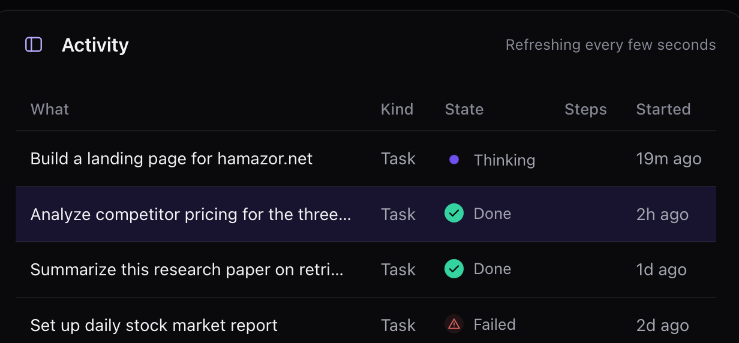 Activity
Refreshing every few seconds
What Kind State Steps Started
Build a landing page for hamazor.net Task Thinking 19m ago
Analyze competitor pricing for the three... Task Done 2h ago
Summarize this research paper on retri... Task Done 1d ago
Set up daily stock market report Task Failed 2d ago